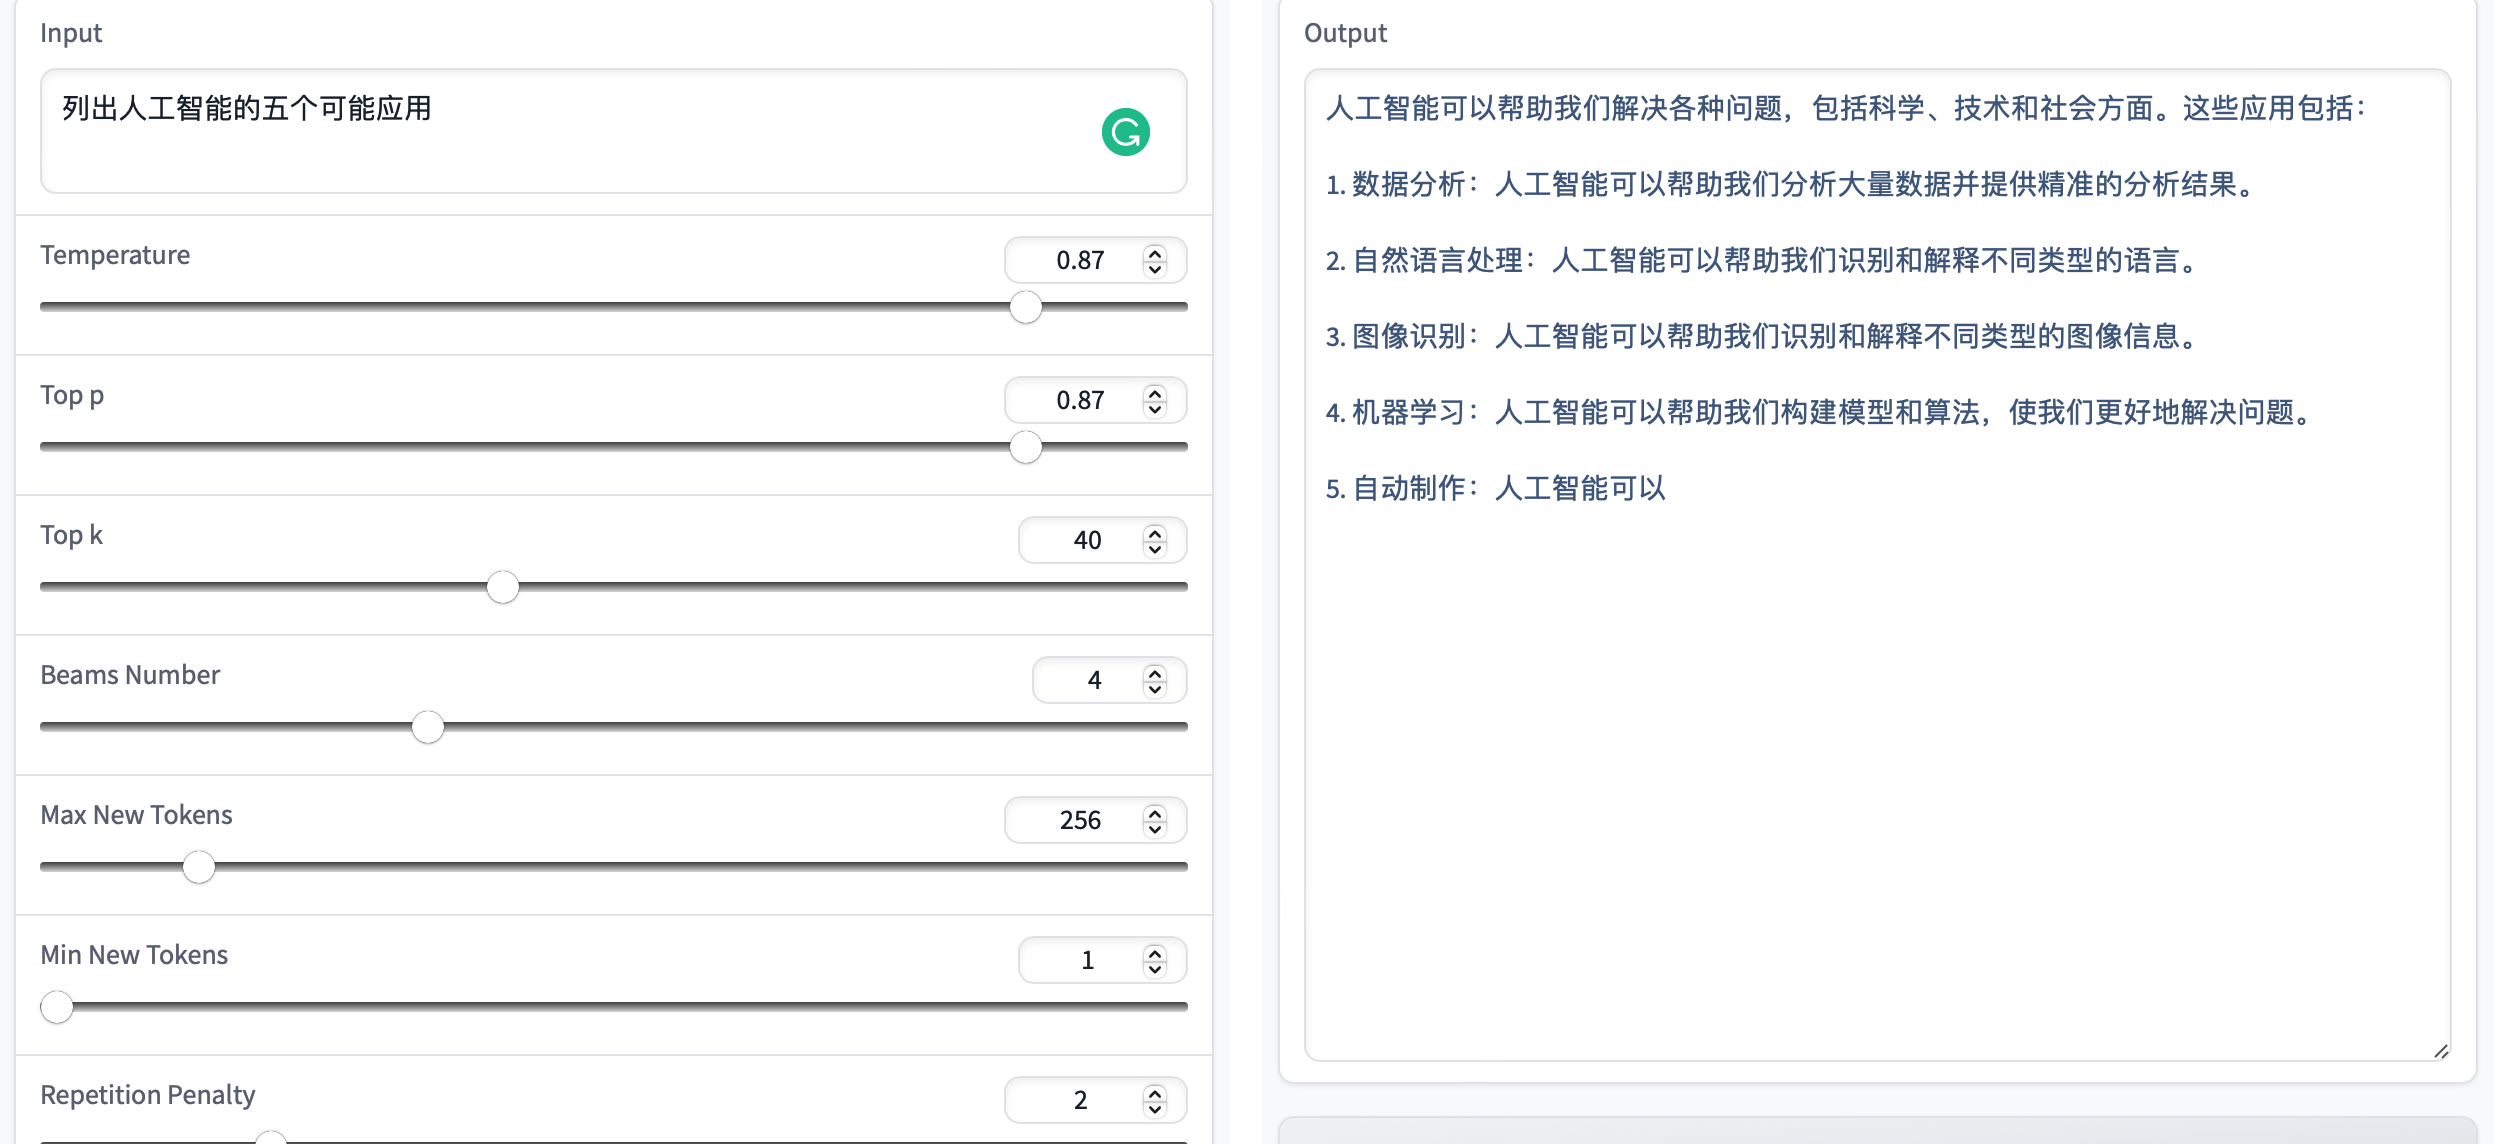 Input
列出人工智能的五个可能应用
Temperature
0.87
Top p
0.87
Top k
40
Beams Number
4
Max New Tokens
256
Min New Tokens
1
Repetition Penalty
2
Output
人工智能可以帮助我们解决各种问题，包括科学、技术和社会方面。这些应用包括：
1. 数据分析：人工智能可以帮助我们分析大量数据并提供精准的分析结果。
2. 自然语言处理：人工智能可以帮助我们识别和解释不同类型的语言。
3. 图像识别：人工智能可以帮助我们识别和解释不同类型的图像信息。
4. 机器学习：人工智能可以帮助我们构建模型和算法，使我们更好地解决问题。
5. 自动制作：人工智能可以